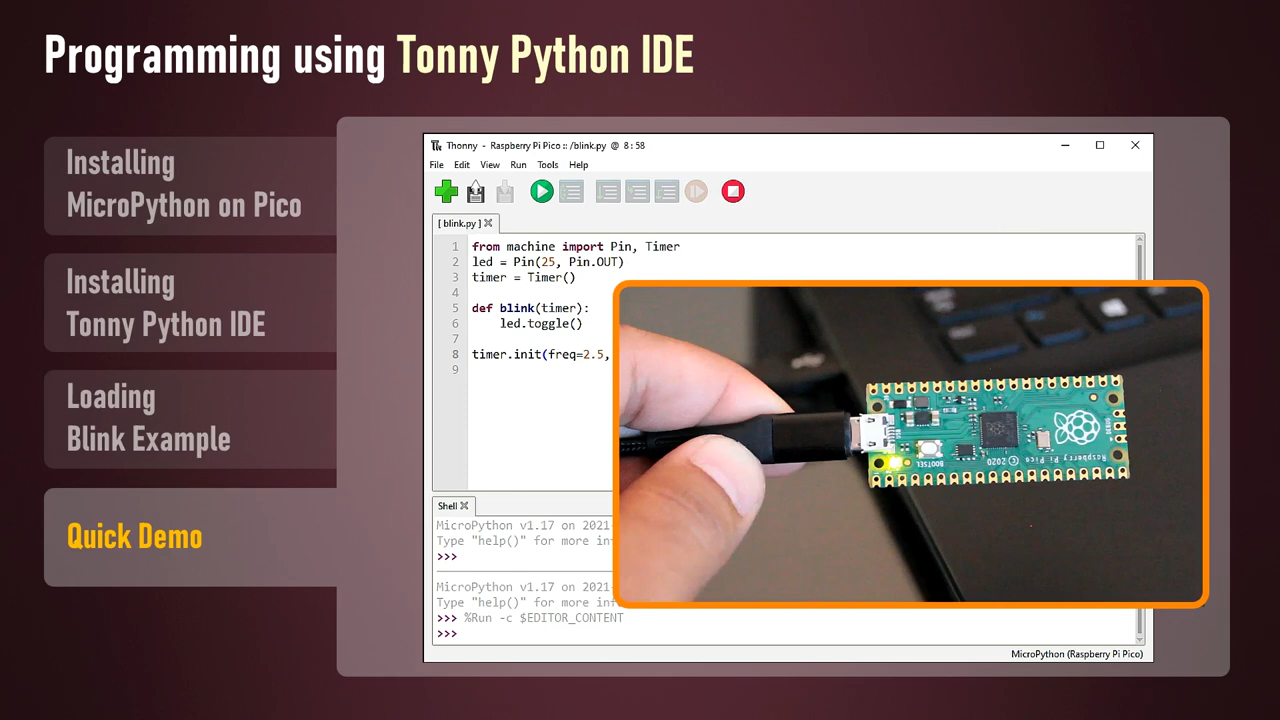 Programming using Tonny Python IDE
Installing
MicroPython on Pico
Installing
Tonny Python IDE
Loading
Blink Example
Quick Demo
Thonny - Raspberry Pi Pico :: /blink.py @ 8:58
File Edit View Run Tools Help
[ blink.py ]
1 from machine import Pin, Timer
2 led = Pin(25, Pin.OUT)
3 timer = Timer()
4
5 def blink(timer):
6 led.toggle()
7
8 timer.init(freq=2.5,
9
BOOTSEL
© 2020
Raspberry Pi Pico
DEBUG
Shell
MicroPython v1.17 on 2021-
Type "help()" for more inf
>>>
MicroPython v1.17 on 2021-
Type "help()" for more inf
>>> %Run -c $EDITOR_CONTENT
>>>
MicroPython (Raspberry Pi Pico)